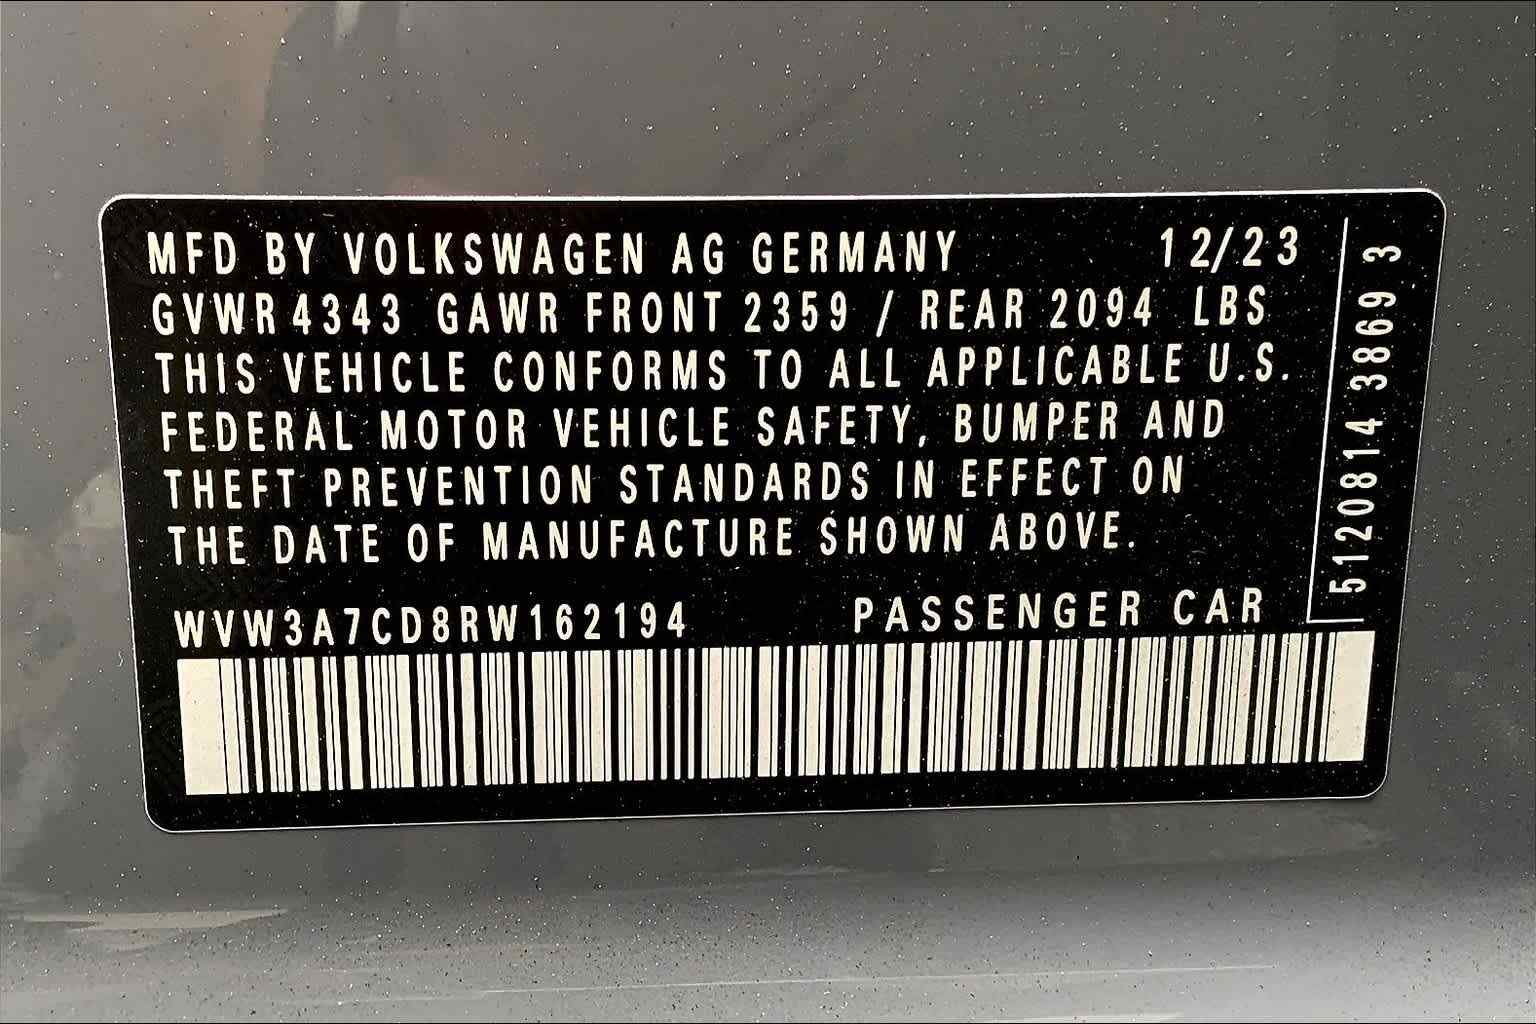 MFD BY VOLKSWAGEN AG GERMANY 12/23
GVWR 4343 GAWR FRONT 2359 / REAR 2094 LBS
THIS VEHICLE CONFORMS TO ALL APPLICABLE U.S.
FEDERAL MOTOR VEHICLE SAFETY, BUMPER AND
THEFT PREVENTION STANDARDS IN EFFECT ON
THE DATE OF MANUFACTURE SHOWN ABOVE.
WVW3A7CD8RW162194 PASSENGER CAR
5120814 3869 3